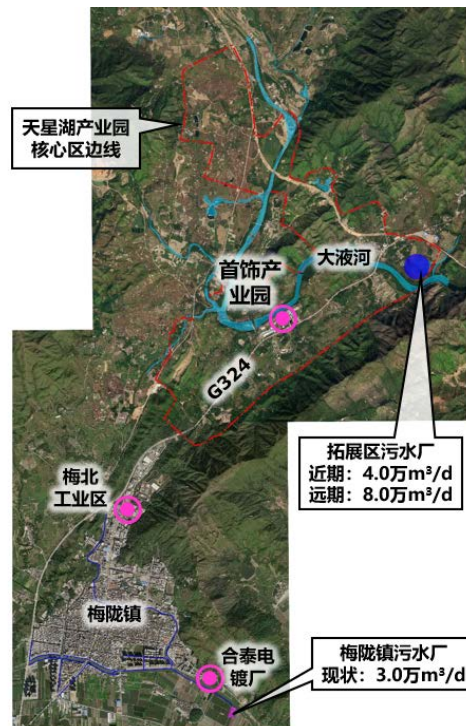 天星湖产业园
核心区边线
首饰产
业园
大液河
G324
拓展区污水厂
近期：4.0万m³/d
远期：8.0万m³/d
梅北
工业区
梅陇镇
合泰电
镀厂
梅陇镇污水厂
现状：3.0万m³/d